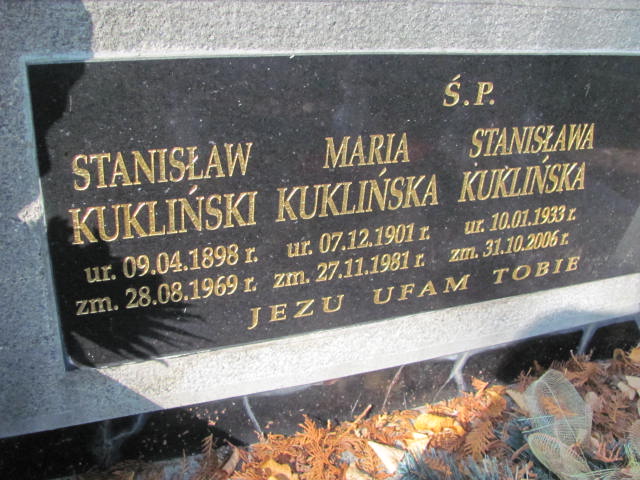 Ś.P.
STANISŁAW
KUKLIŃSKI
ur. 09.04.1898 r.
zm. 28.08.1969 r.
MARIA
KUKLIŃSKA
ur. 07.12.1901 r.
zm. 27.11.1981 r.
STANISŁAWA
KUKLIŃSKA
ur. 10.01.1933 r.
zm. 31.10.2006 r.
JEZU UFAM TOBIE